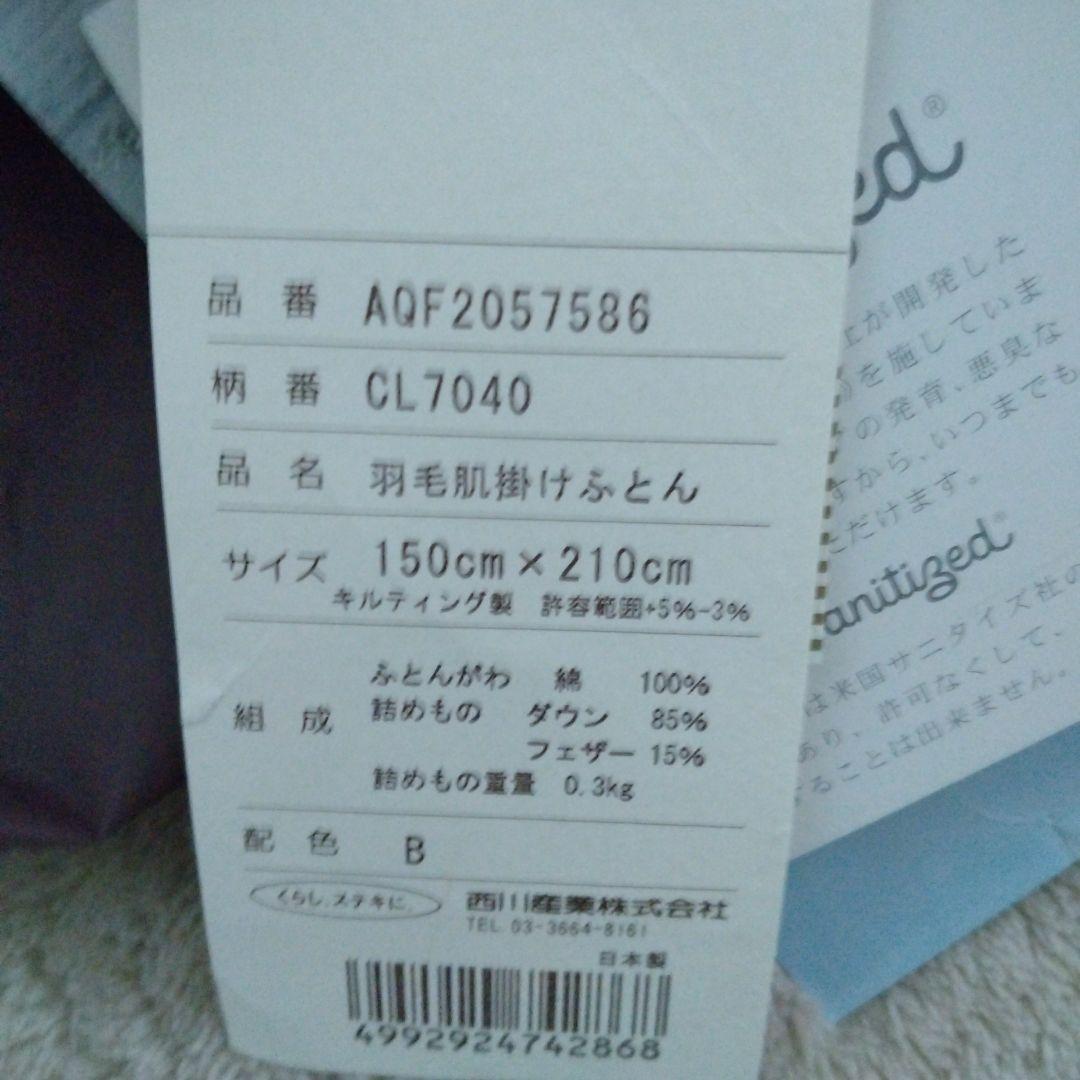 品番 AQF2057586
柄番 CL7040
品名 羽毛肌掛けふとん
サイズ 150cm×210cm
キルティング製 許容範囲+5%-3%
組成
ふとんがわ 綿 100%
詰めもの ダウン 85%
フェザー 15%
詰めもの重量 0.3kg
配色 B
くらし、ステキに。 西川産業株式会社
TEL 03-3664-8161
日本製
4992924742868
が開発した
を施していま
の発育、悪臭な
すから、いつまでも
ただけます。
anitized®
は米国サニタイズ社の
あり、許可なくして、
ることは出来ません。